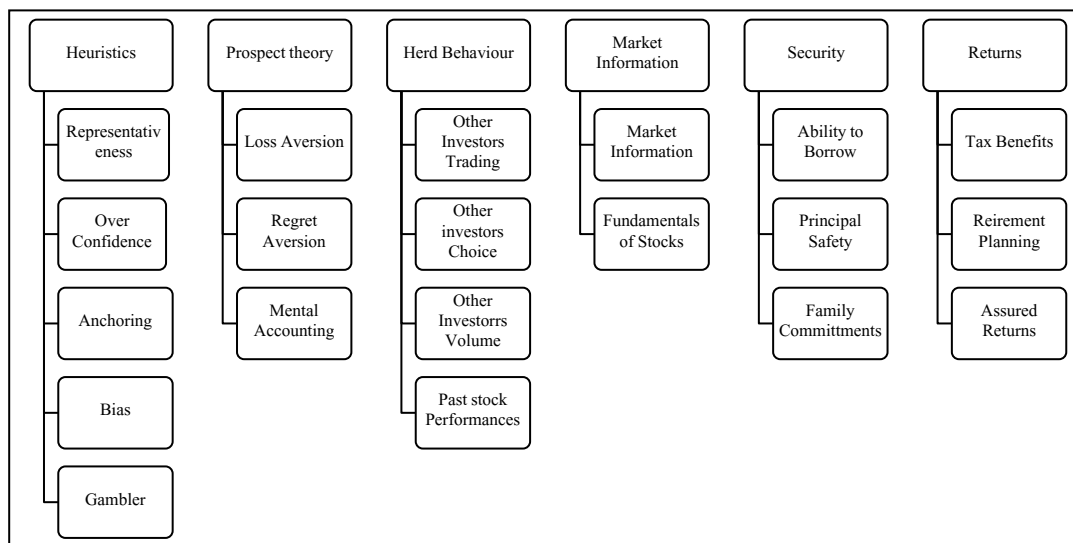 Heuristics
Representativ
eness
Over
Confidence
Anchoring
Bias
Gambler
Prospect theory
Loss Aversion
Regret
Aversion
Mental
Accounting
Herd Behaviour
Other
Investors
Trading
Other
investors
Choice
Other
Investorrs
Volume
Past stock
Performances
Market
Information
Market
Information
Fundamentals
of Stocks
Security
Ability to
Borrow
Principal
Safety
Family
Committments
Returns
Tax Benefits
Reirement
Planning
Assured
Returns